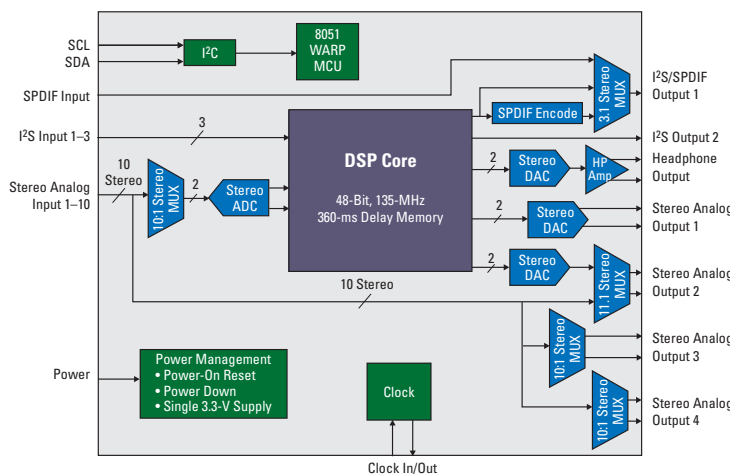 SCL
SDA
I²C
8051
WARP
MCU
SPDIF Input
3:1 Stereo
MUX
I²S/SPDIF
Output 1
SPDIF Encode
I²S Input 1–3
3
I²S Output 2
DSP Core
48-Bit, 135-MHz
360-ms Delay Memory
2
Stereo
DAC
HP
Amp
Headphone
Output
10
Stereo
Stereo Analog
Input 1–10
10:1 Stereo
MUX
2
Stereo
ADC
2
Stereo
DAC
Stereo Analog
Output 1
2
Stereo
DAC
11.1 Stereo
MUX
Stereo Analog
Output 2
10 Stereo
10:1 Stereo
MUX
Stereo Analog
Output 3
Power
Power Management
• Power-On Reset
• Power Down
• Single 3.3-V Supply
Clock
10:1 Stereo
MUX
Stereo Analog
Output 4
Clock In/Out